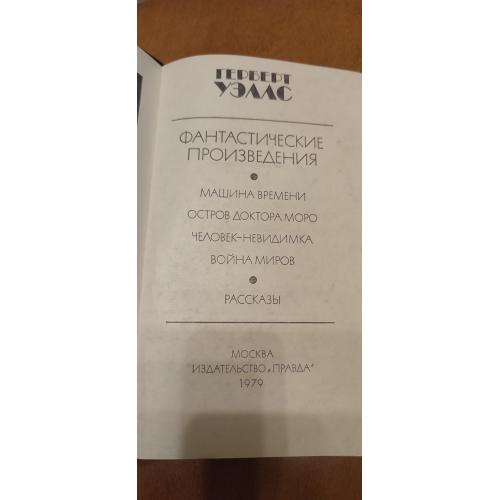 ГЕРБЕРТ
УЭЛЛС
ФАНТАСТИЧЕСКИЕ
ПРОИЗВЕДЕНИЯ
МАШИНА ВРЕМЕНИ
ОСТРОВ ДОКТОРА МОРО
ЧЕЛОВЕК-НЕВИДИМКА
ВОЙНА МИРОВ
РАССКАЗЫ
МОСКВА
ИЗДАТЕЛЬСТВО „ПРАВДА"
1979